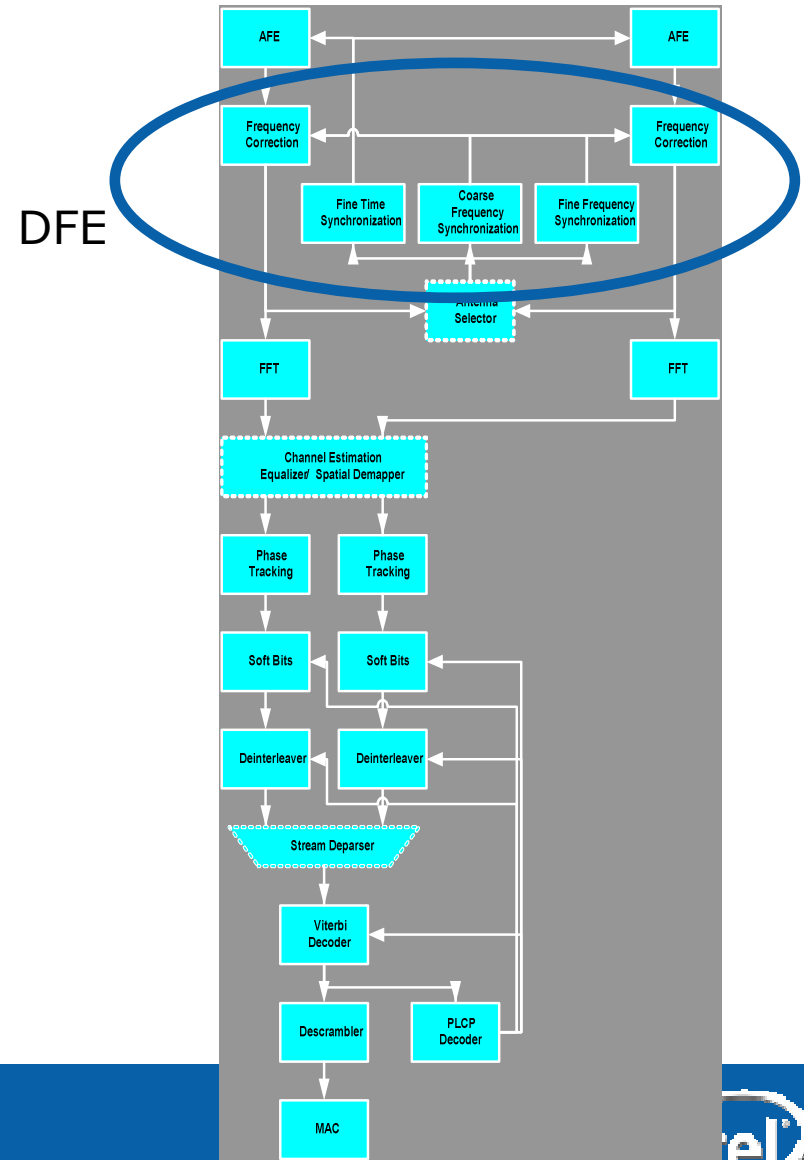 AFE
AFE
Frequency
Correction
Frequency
Correction
Fine Time
Synchronization
Coarse
Frequency
Synchronization
Fine Frequency
Synchronization
DFE
Antenna
Selector
FFT
FFT
Channel Estimation
Equalizer/ Spatial Demapper
Phase
Tracking
Phase
Tracking
Soft Bits
Soft Bits
Deinterleaver
Deinterleaver
Stream Deparser
Viterbi
Decoder
Descrambler
PLCP
Decoder
MAC